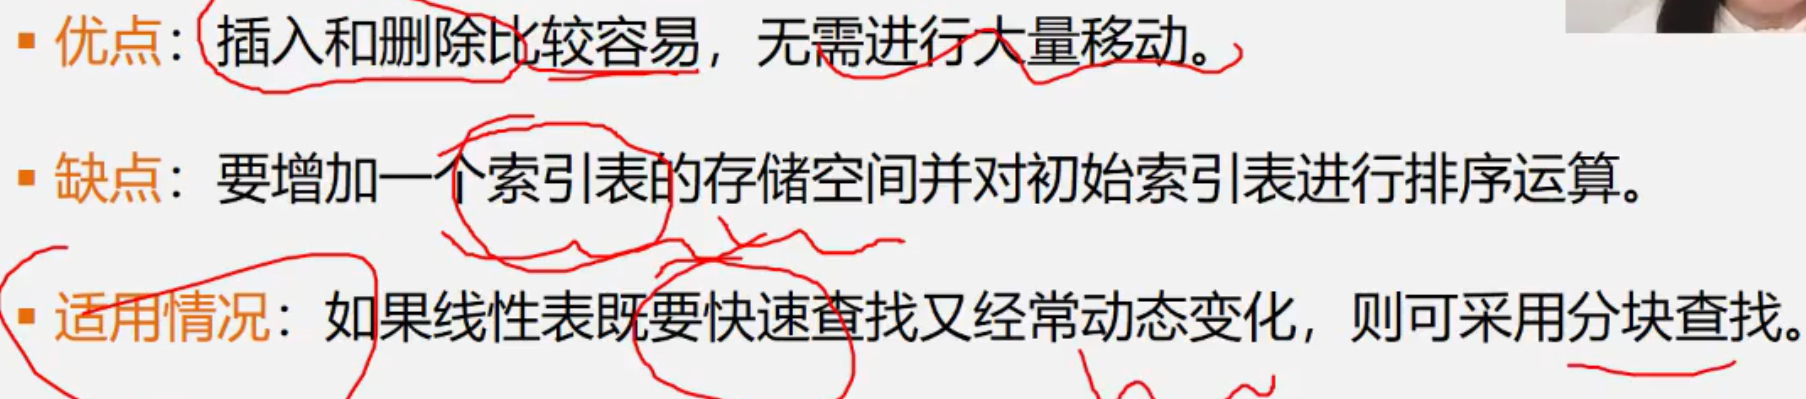 ▪ 优点：插入和删除比较容易，无需进行大量移动。
▪ 缺点：要增加一个索引表的存储空间并对初始索引表进行排序运算。
▪ 适用情况：如果线性表既要快速查找又经常动态变化，则可采用分块查找。